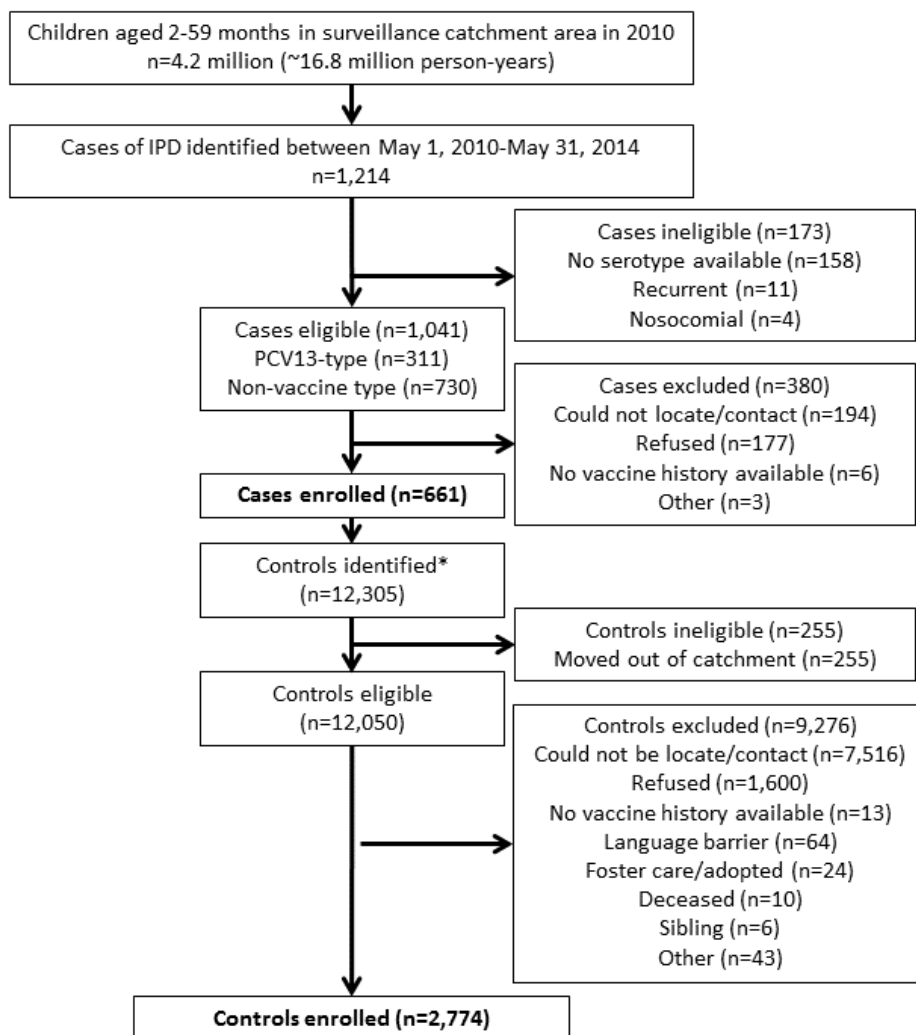 Children aged 2-59 months in surveillance catchment area in 2010
n=4.2 million (~16.8 million person-years)
Cases of IPD identified between May 1, 2010-May 31, 2014
n=1,214
Cases ineligible (n=173)
No serotype available (n=158)
Recurrent (n=11)
Nosocomial (n=4)
Cases eligible (n=1,041)
PCV13-type (n=311)
Non-vaccine type (n=730)
Cases excluded (n=380)
Could not locate/contact (n=194)
Refused (n=177)
No vaccine history available (n=6)
Other (n=3)
Cases enrolled (n=661)
Controls identified*
(n=12,305)
Controls ineligible (n=255)
Moved out of catchment (n=255)
Controls eligible
(n=12,050)
Controls excluded (n=9,276)
Could not be locate/contact (n=7,516)
Refused (n=1,600)
No vaccine history available (n=13)
Language barrier (n=64)
Foster care/adopted (n=24)
Deceased (n=10)
Sibling (n=6)
Other (n=43)
Controls enrolled (n=2,774)